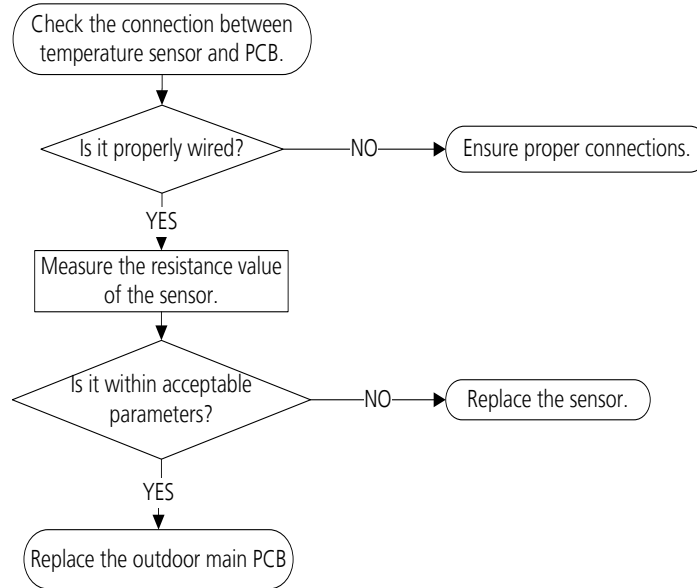 Check the connection between
temperature sensor and PCB.
Is it properly wired?
NO
Ensure proper connections.
YES
Measure the resistance value
of the sensor.
Is it within acceptable
parameters?
NO
Replace the sensor.
YES
Replace the outdoor main PCB